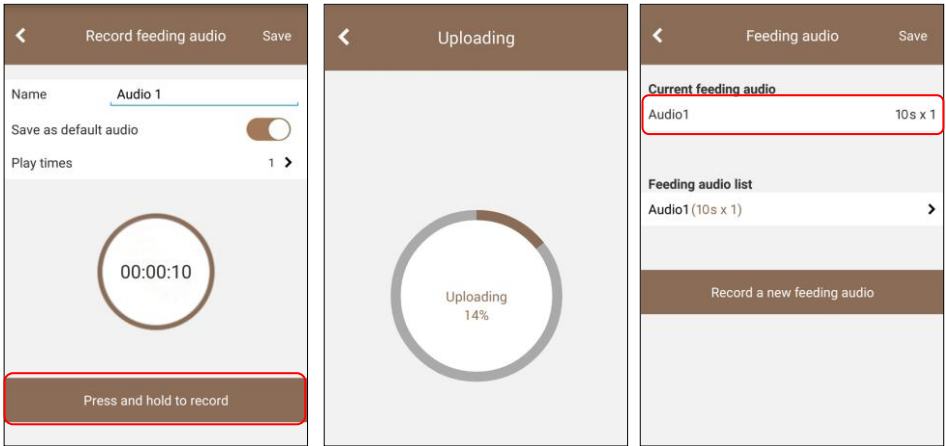 Record feeding audio Save
Name Audio 1
Save as default audio
Play times 1
00:00:10
Press and hold to record
Uploading
Uploading
14%
Feeding audio Save
Current feeding audio
Audio1 10s x 1
Feeding audio list
Audio1 (10s x 1)
Record a new feeding audio